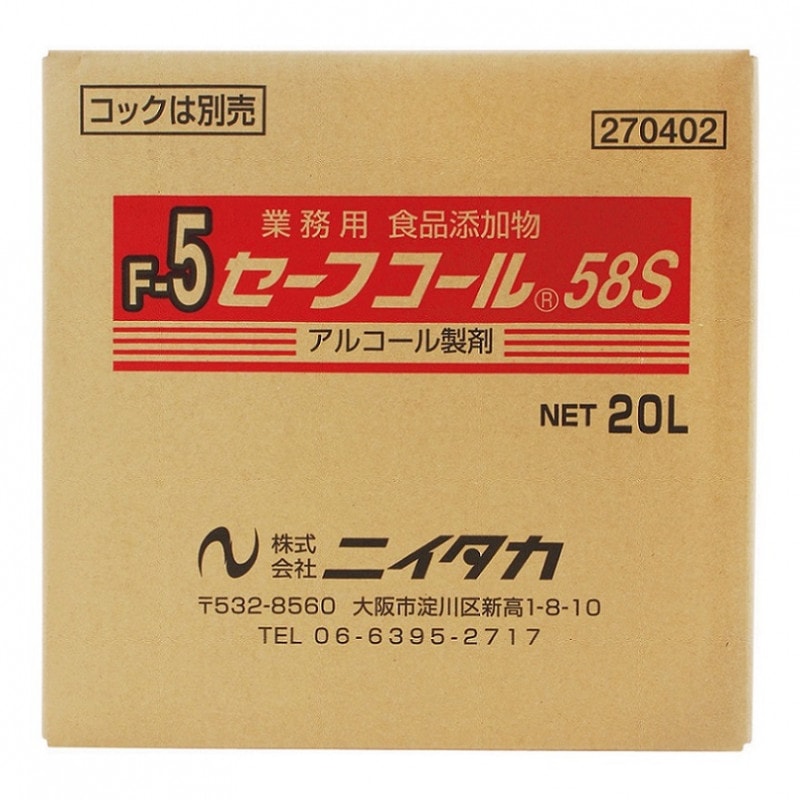 コックは別売
270402
業務用 食品添加物
F-5 セーフコール® 58S
アルコール製剤
NET 20L
株式会社 ニイタカ
〒532-8560 大阪市淀川区新高1-8-10
TEL 06-6395-2717